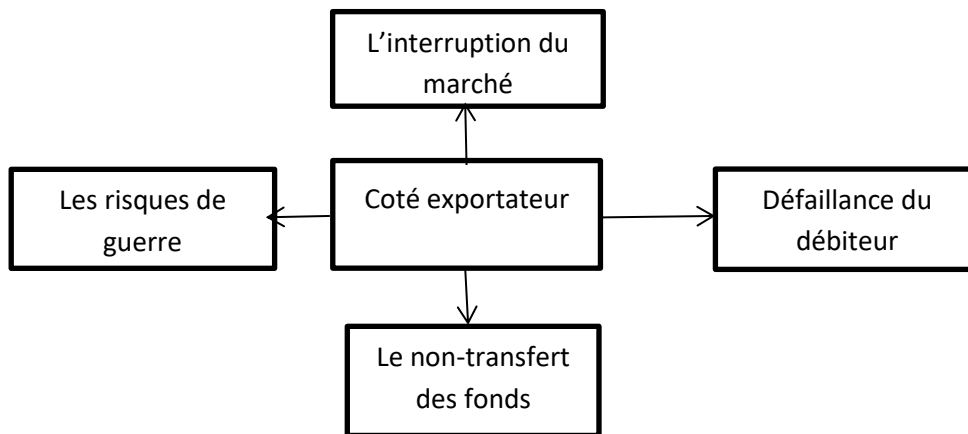 L’interruption du
marché
Les risques de
guerre
Coté exportateur
Défaillance du
débiteur
Le non-transfert
des fonds